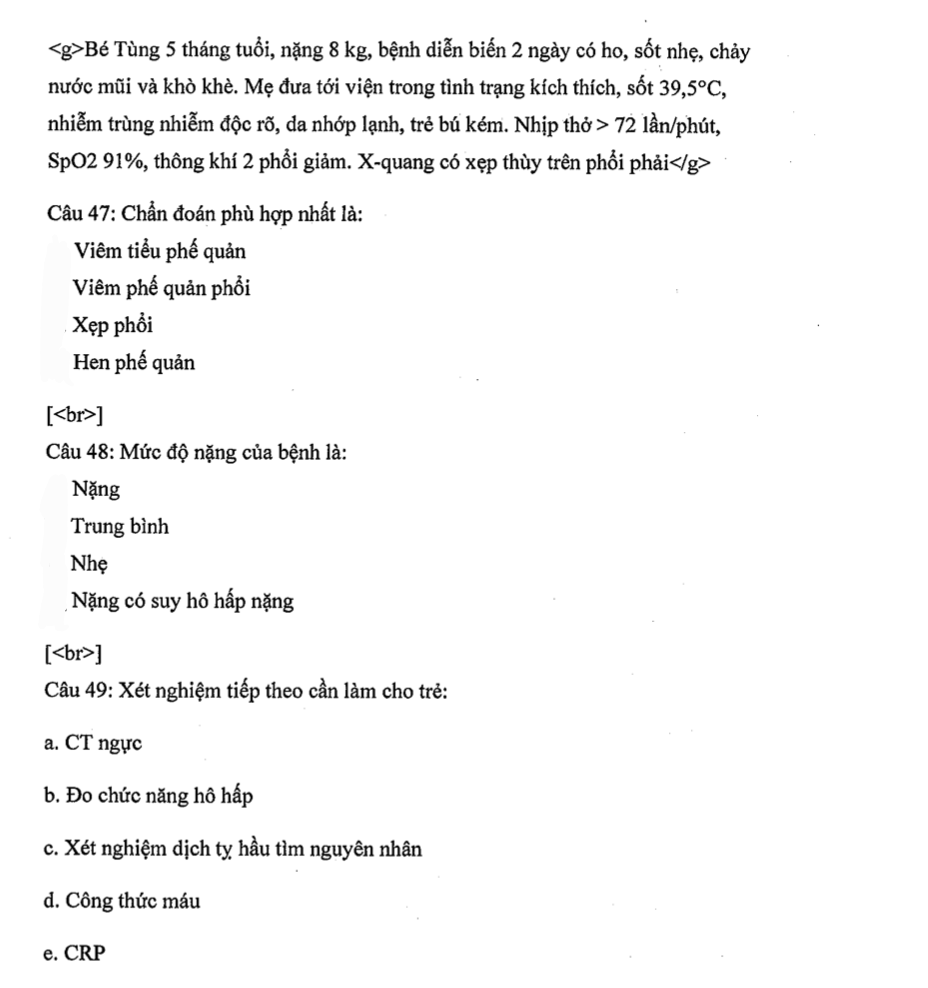 <g>Bé Tùng 5 tháng tuổi, nặng 8 kg, bệnh diễn biến 2 ngày có ho, sốt nhẹ, chảy
nước mũi và khò khè. Mẹ đưa tới viện trong tình trạng kích thích, sốt 39,5°C,
nhiễm trùng nhiễm độc rõ, da nhớp lạnh, trẻ bú kém. Nhịp thở > 72 lần/phút,
SpO2 91%, thông khí 2 phổi giảm. X-quang có xẹp thùy trên phổi phải</g>
Câu 47: Chẩn đoán phù hợp nhất là:
Viêm tiểu phế quản
Viêm phế quản phổi
Xẹp phổi
Hen phế quản
[<br>]
Câu 48: Mức độ nặng của bệnh là:
Nặng
Trung bình
Nhẹ
Nặng có suy hô hấp nặng
[<br>]
Câu 49: Xét nghiệm tiếp theo cần làm cho trẻ:
a. CT ngực
b. Đo chức năng hô hấp
c. Xét nghiệm dịch tỵ hầu tìm nguyên nhân
d. Công thức máu
e. CRP